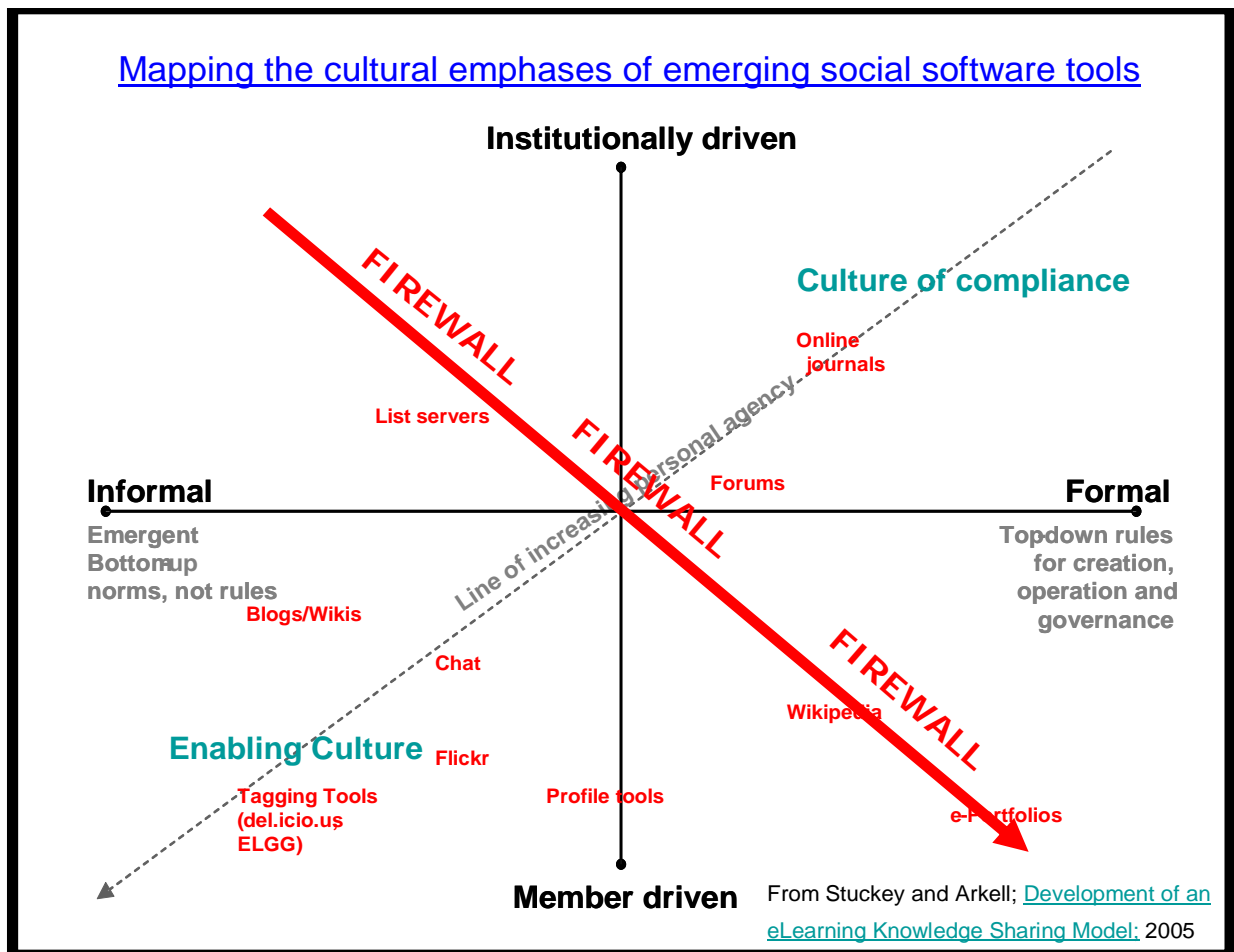 Mapping the cultural emphases of emerging social software tools
Institutionally driven
FIREWALL
Culture of compliance
Online
journals
Line of increasing personal agency
List servers
FIREWALL
Forums
Informal
Formal
Emergent
Bottom-up
norms, not rules
Top-down rules
for creation,
operation and
governance
Blogs/Wikis
Chat
FIREWALL
Wikipedia
Enabling Culture
Flickr
Tagging Tools
(del.icio.us,
ELGG)
Profile tools
e-Portfolios
Member driven
From Stuckey and Arkell; Development of an
eLearning Knowledge Sharing Model; 2005